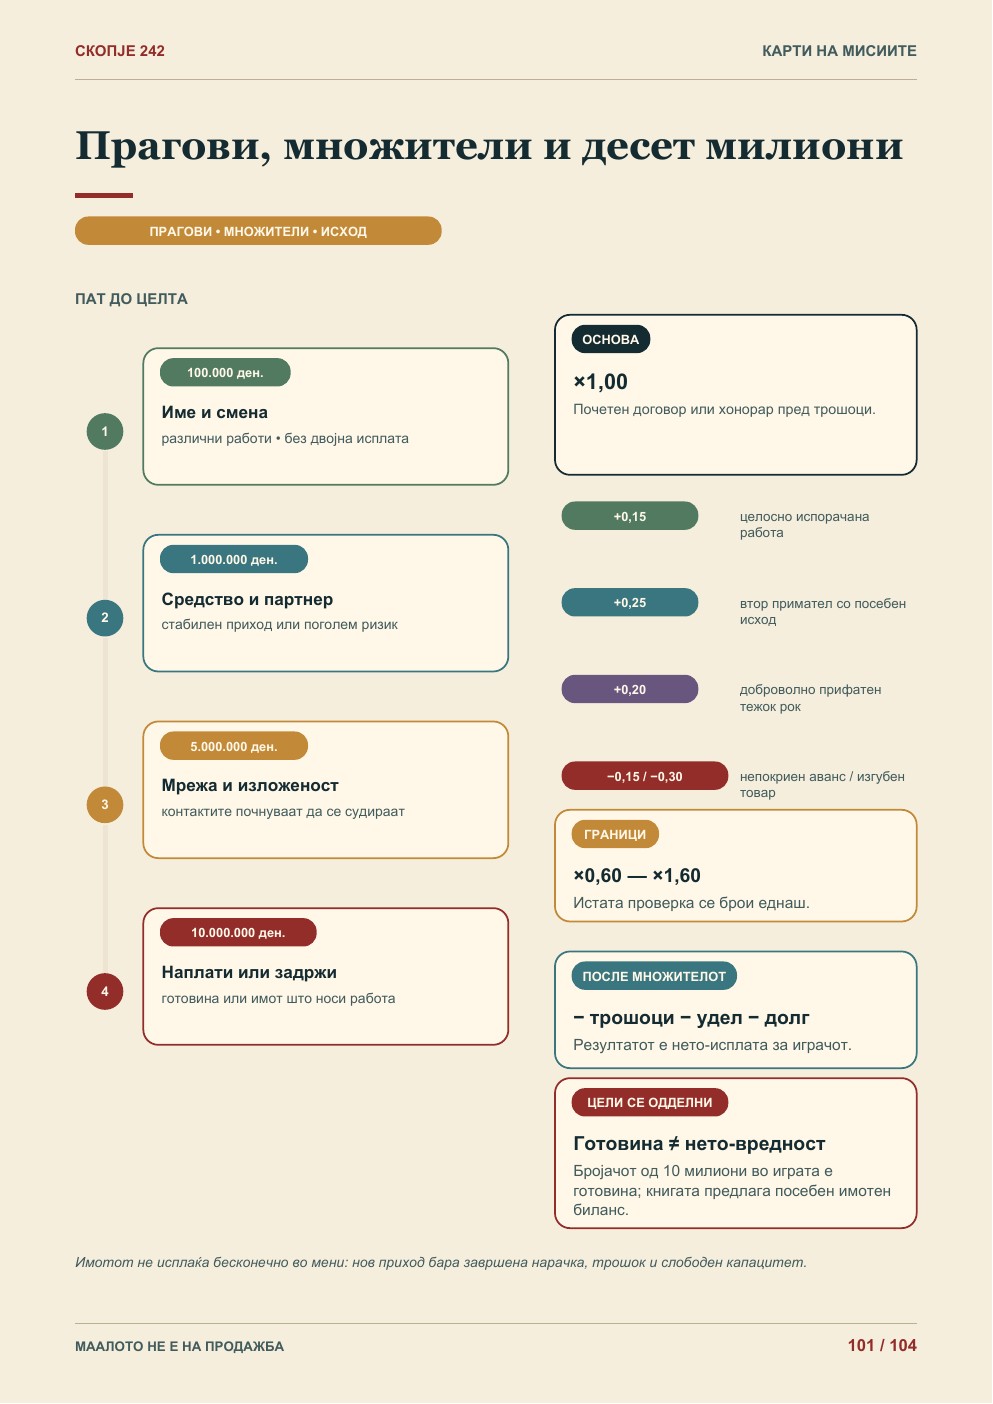 СКОПЈЕ 242
КАРТИ НА МИСИИТЕ
Прагови, множители и десет милиони
ПРАГОВИ • МНОЖИТЕЛИ • ИСХОД
ПАТ ДО ЦЕЛТА
1
100.000 ден.
Име и смена
различни работи • без двојна исплата
2
1.000.000 ден.
Средство и партнер
стабилен приход или поголем ризик
3
5.000.000 ден.
Мрежа и изложеност
контактите почнуваат да се судираат
4
10.000.000 ден.
Наплати или задржи
готовина или имот што носи работа
ОСНОВА
×1,00
Почетен договор или хонорар пред трошоци.
+0,15
целосно испорачана
работа
+0,25
втор примател со посебен
исход
+0,20
доброволно прифатен
тежок рок
−0,15 / −0,30
непокриен аванс / изгубен
товар
ГРАНИЦИ
×0,60 — ×1,60
Истата проверка се брои еднаш.
ПОСЛЕ МНОЖИТЕЛОТ
− трошоци − удел − долг
Резултатот е нето-исплата за играчот.
ЦЕЛИ СЕ ОДДЕЛНИ
Готовина ≠ нето-вредност
Бројачот од 10 милиони во играта е
готовина; книгата предлага посебен имотен
биланс.
Имотот не исплаќа бесконечно во мени: нов приход бара завршена нарачка, трошок и слободен капацитет.
МААЛОТО НЕ Е НА ПРОДАЖБА
101 / 104